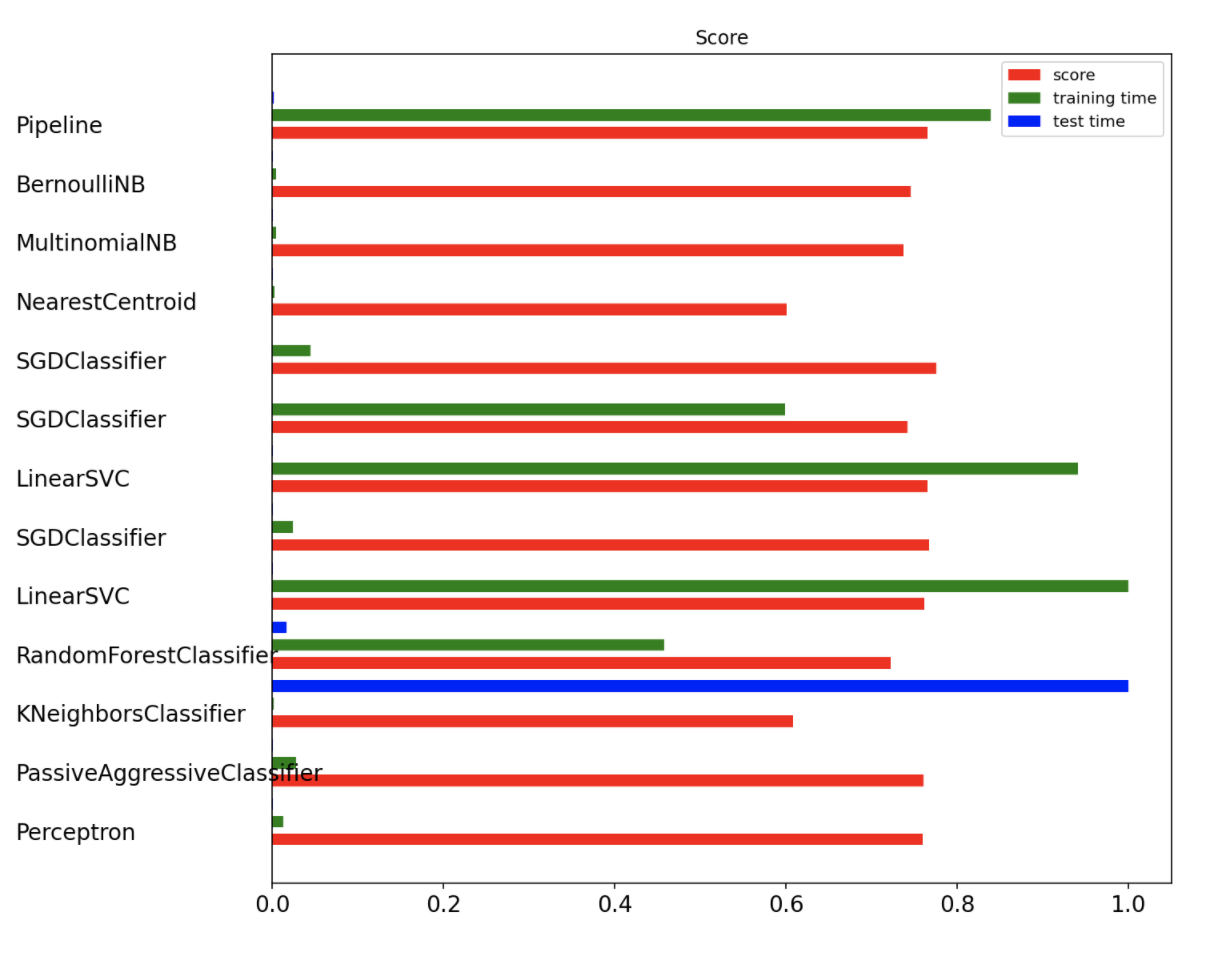 Score
score
training time
test time
Pipeline
BernoulliNB
MultinomialNB
NearestCentroid
SGDClassifier
SGDClassifier
LinearSVC
SGDClassifier
LinearSVC
RandomForestClassifier
KNeighborsClassifier
PassiveAggressiveClassifier
Perceptron
0.0 0.2 0.4 0.6 0.8 1.0